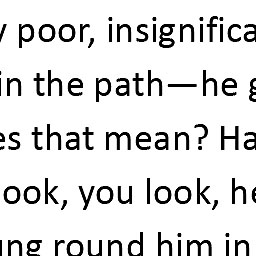 poor, insignifica
in the path—he g
es that mean? Ha
ook, you look, he
ung round him in